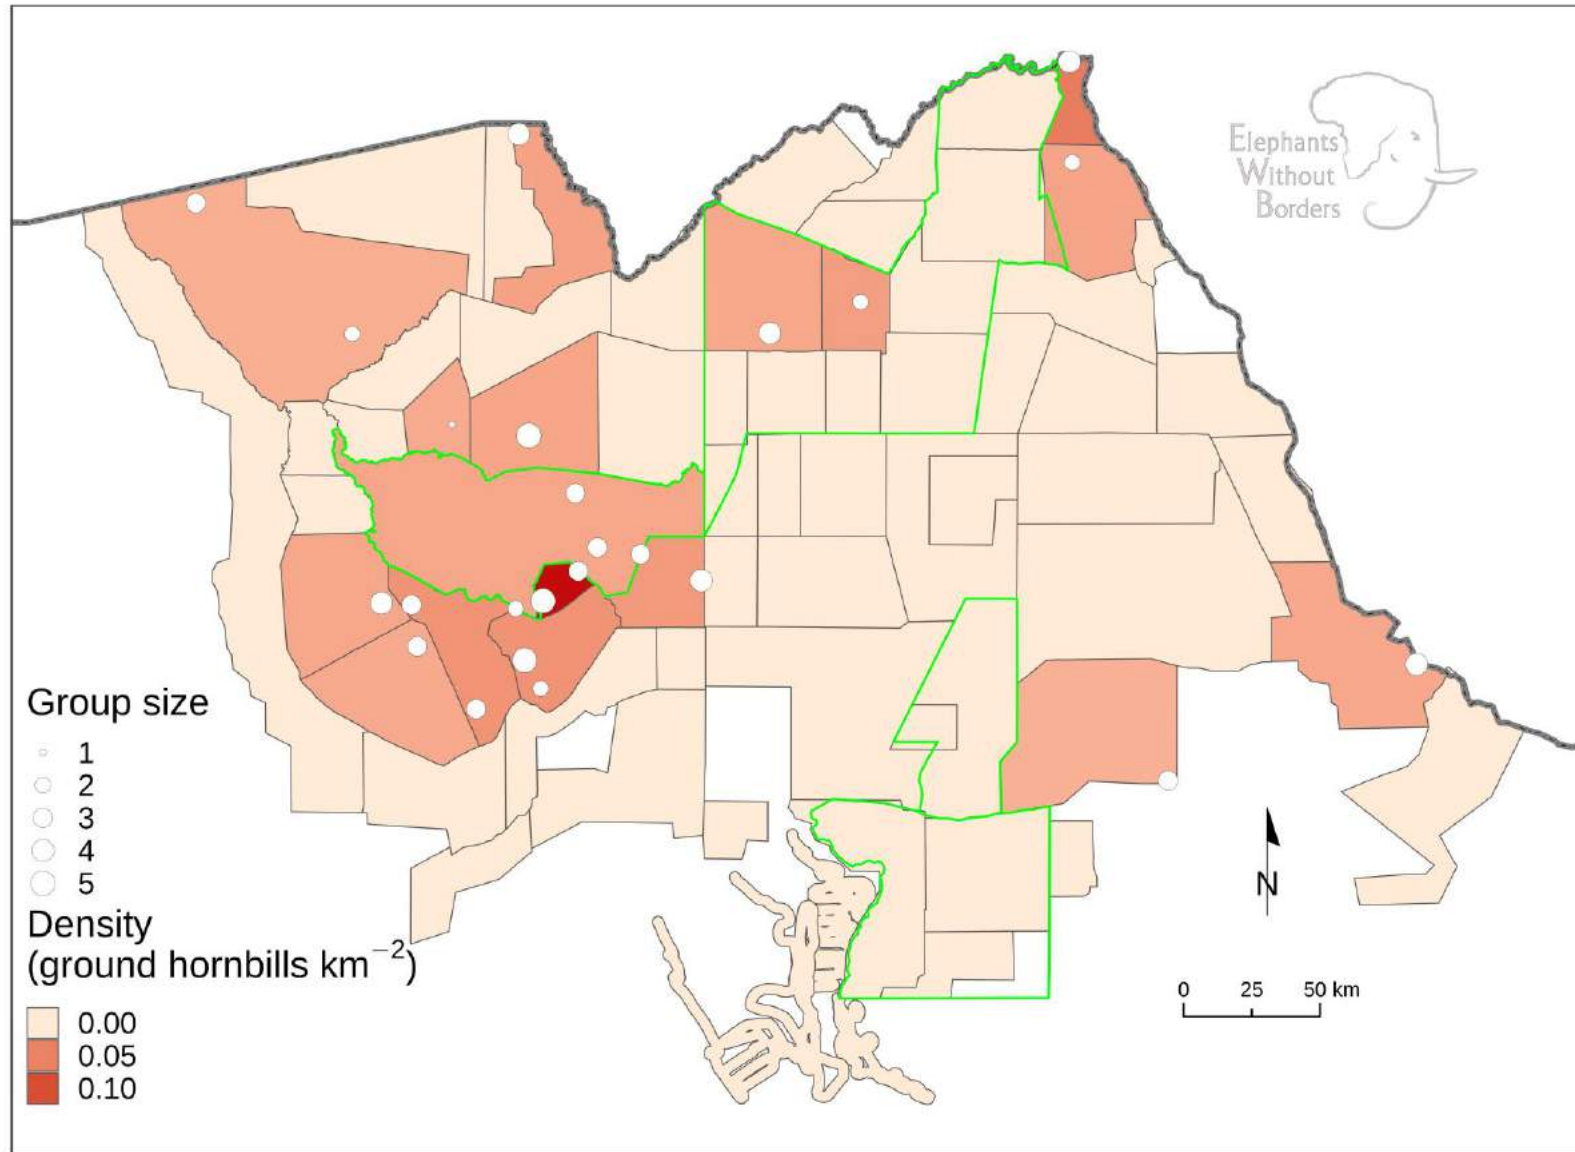 Elephants
Without
Borders
Group size
1
2
3
4
5
Density
(ground hornbills km⁻²)
0.00
0.05
0.10
N
0 25 50 km